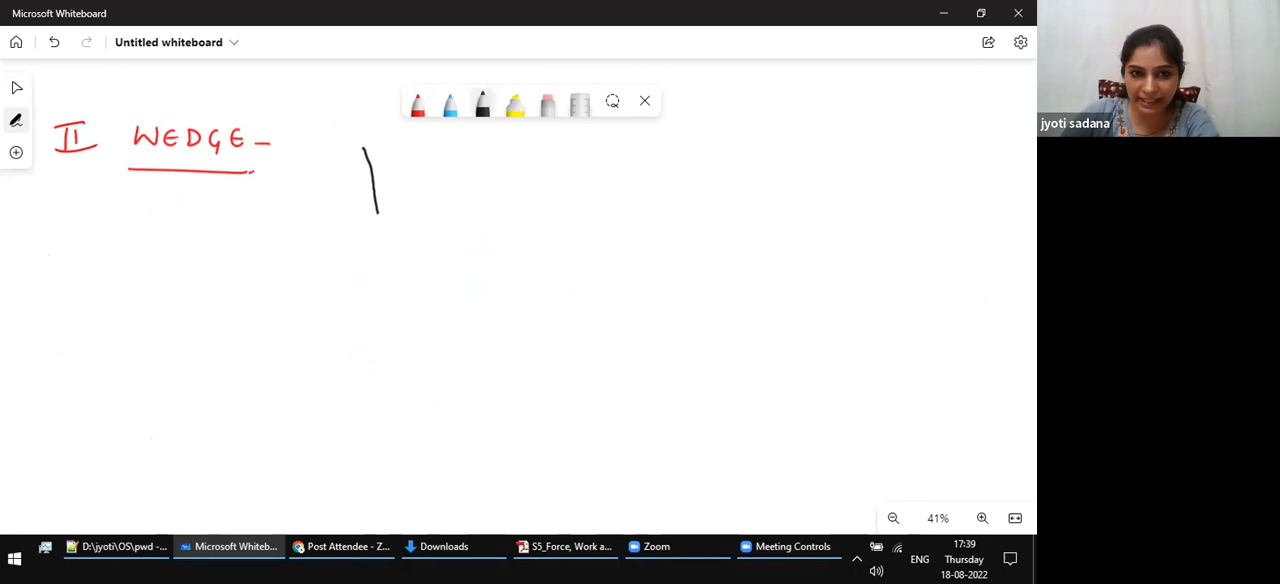 Microsoft Whiteboard
Untitled whiteboard
jyoti sadana
II WEDGE -
41%
D:\jyoti\OS\pwd -... Microsoft Whiteb... Post Attendee - Z... Downloads S5_Force, Work a... Zoom Meeting Controls ENG
17:39
Thursday
18-08-2022